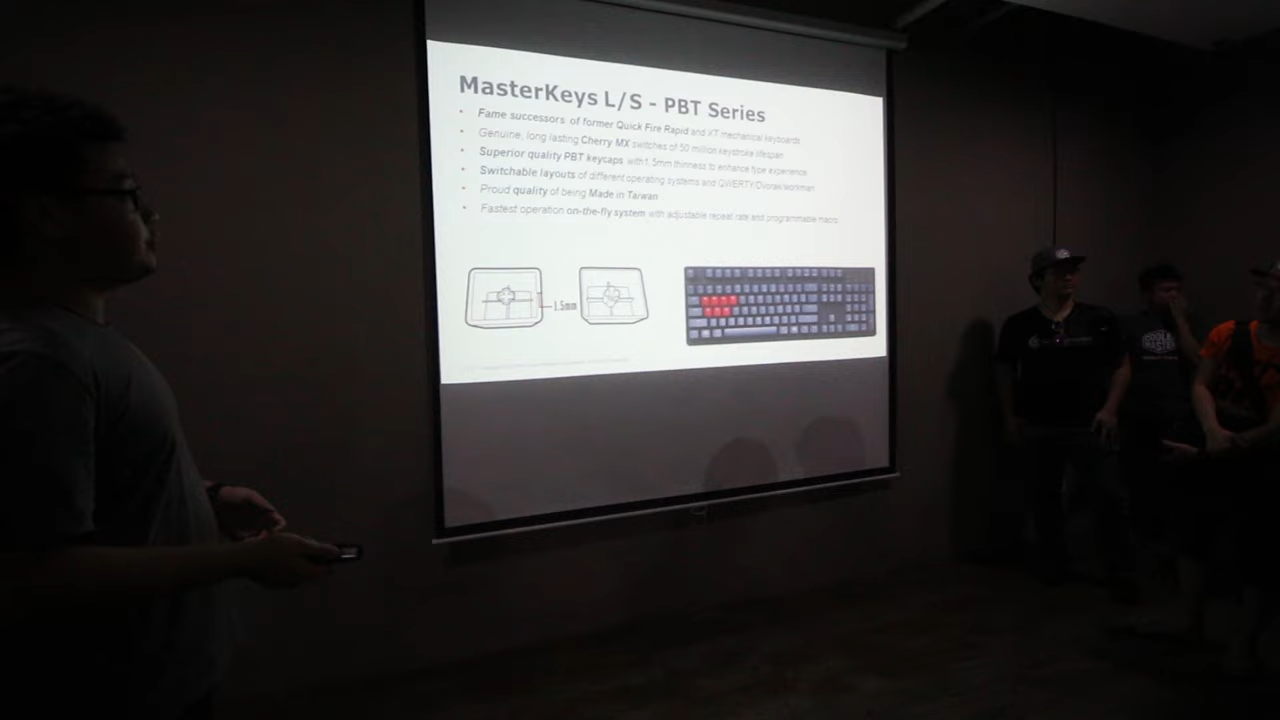 MasterKeys L/S - PBT Series
• Fame successors of former Quick Fire Rapid and XT mechanical keyboards
• Genuine, long lasting Cherry MX switches of 50 million keystroke lifespan
• Superior quality PBT keycaps with1.5mm thinness to enhance type experience
• Switchable layouts of different operating systems and QWERTY/Dvorak/workman
• Proud quality of being Made in Taiwan
• Fastest operation on-the-fly system with adjustable repeat rate and programmable macro
1.5mm
COOLER
MASTER